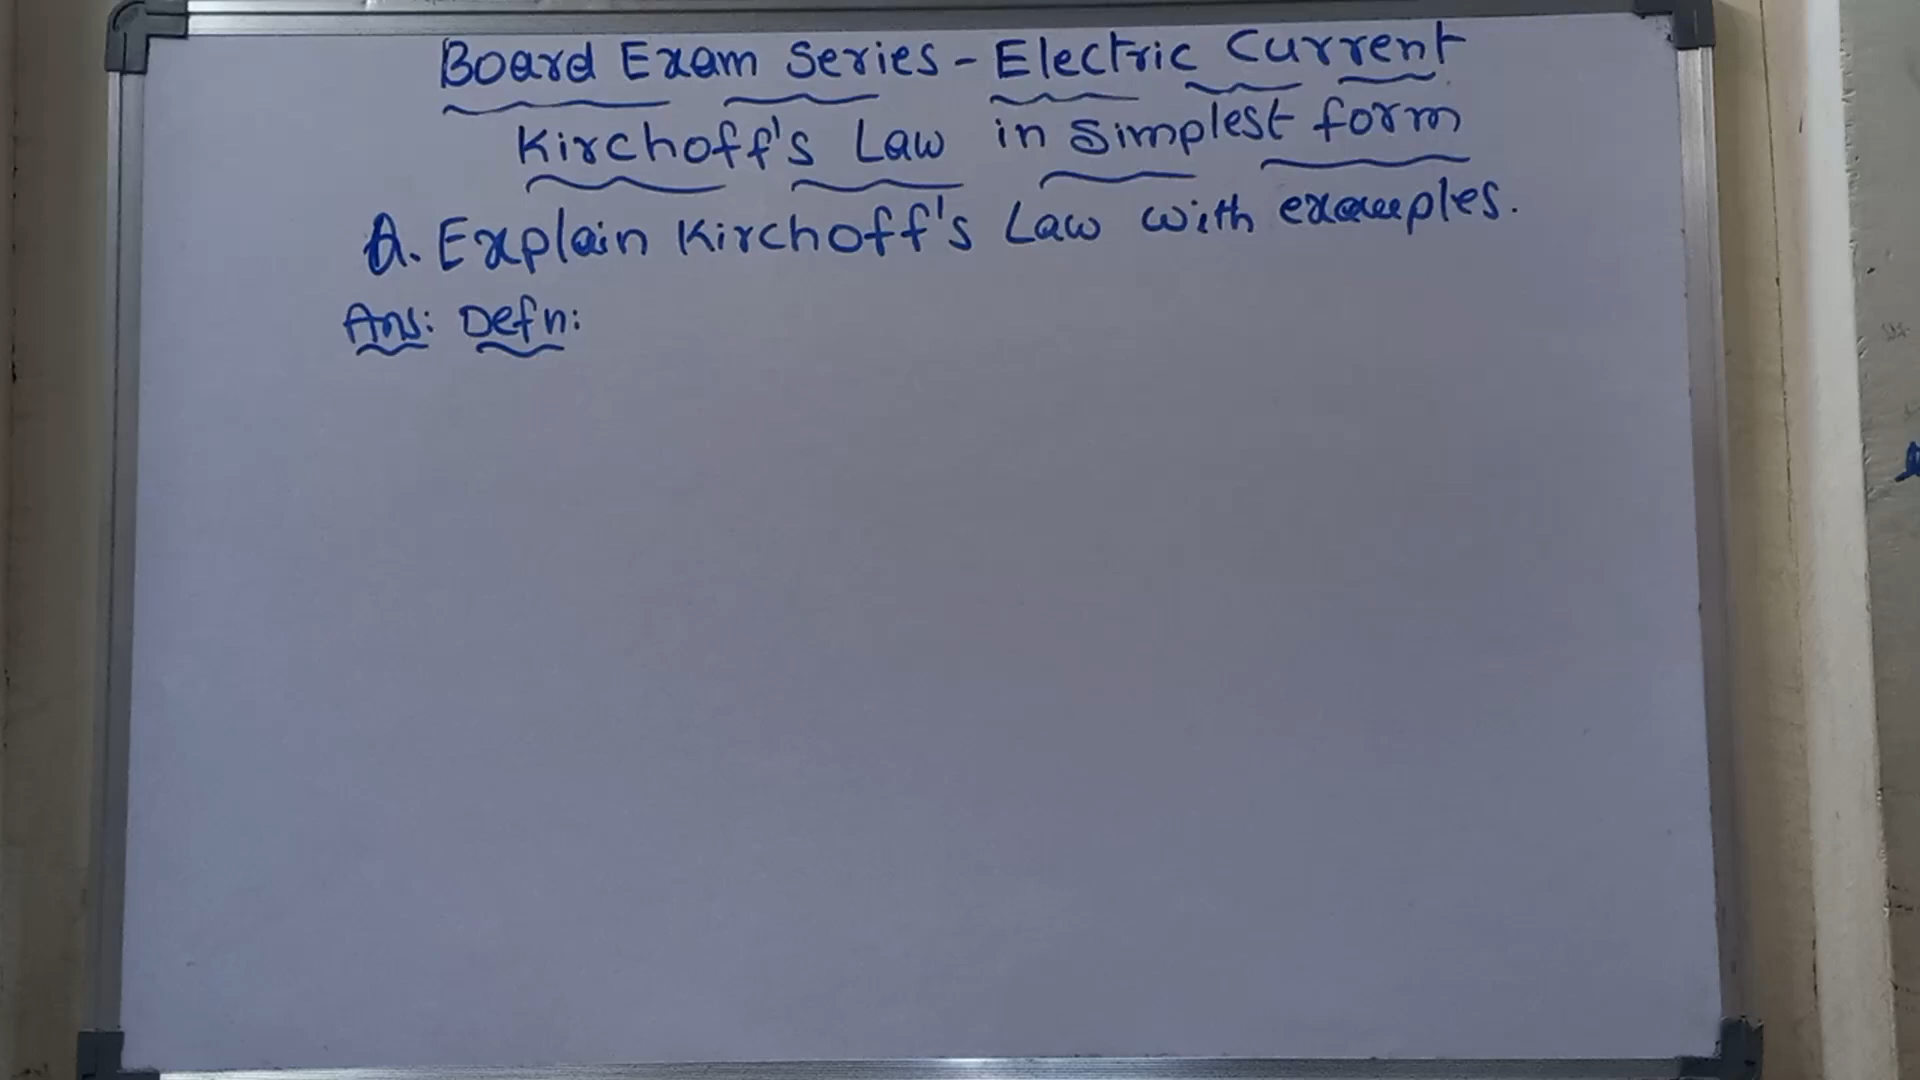 Board Exam Series - Electric Current
Kirchoff's Law in Simplest form
Q. Explain Kirchoff's Law with examples.
Ans: Defn: